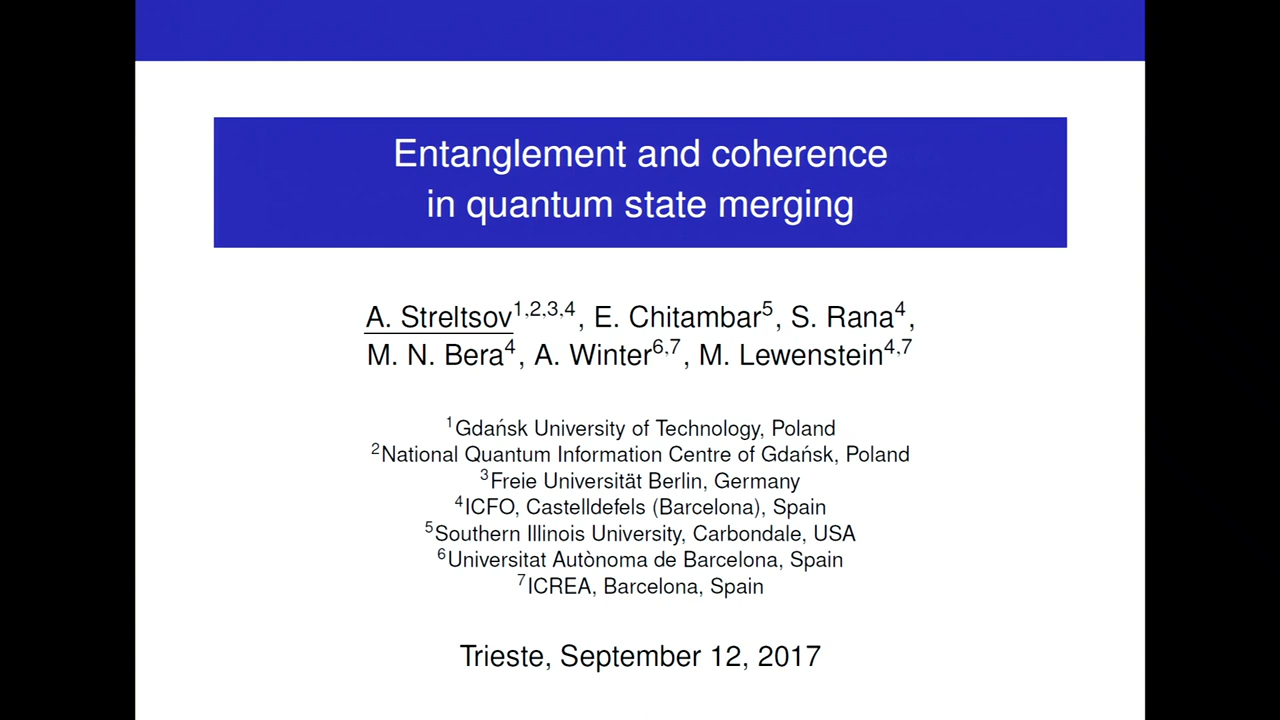 Entanglement and coherence
in quantum state merging
A. Streltsov1,2,3,4, E. Chitambar5, S. Rana4,
M. N. Bera4, A. Winter6,7, M. Lewenstein4,7
1Gdańsk University of Technology, Poland
2National Quantum Information Centre of Gdańsk, Poland
3Freie Universität Berlin, Germany
4ICFO, Castelldefels (Barcelona), Spain
5Southern Illinois University, Carbondale, USA
6Universitat Autònoma de Barcelona, Spain
7ICREA, Barcelona, Spain
Trieste, September 12, 2017